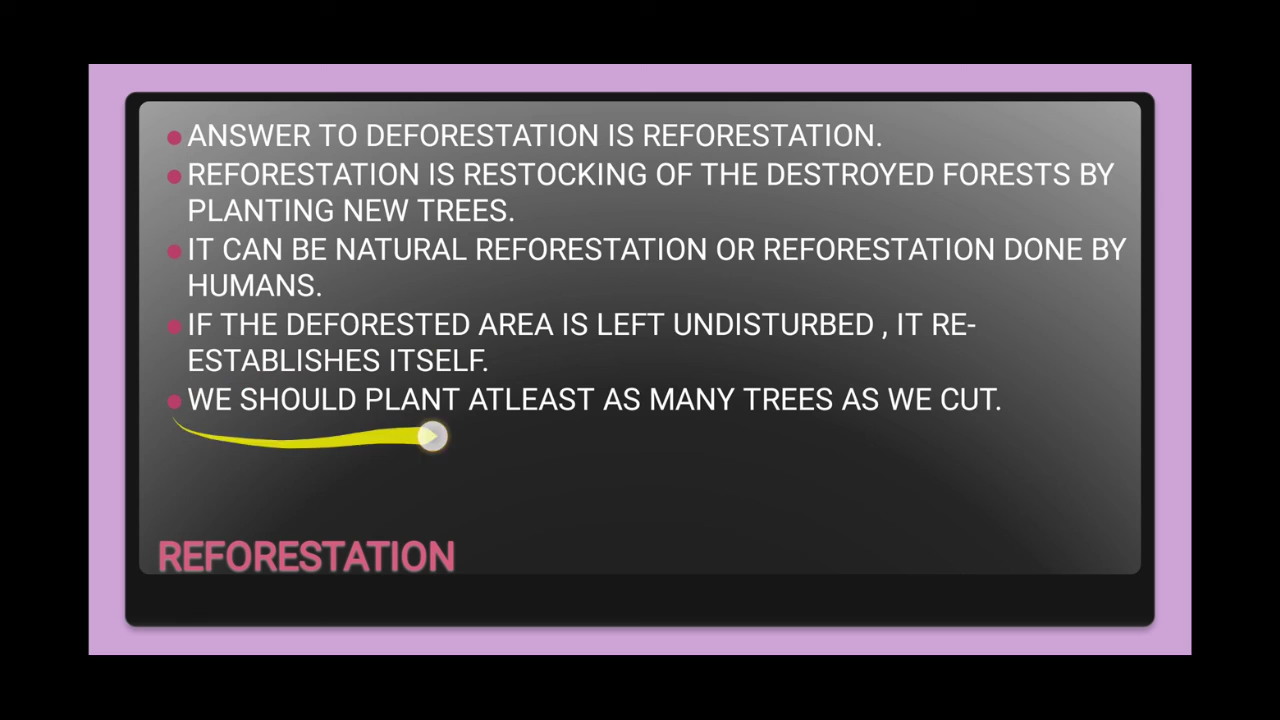 ANSWER TO DEFORESTATION IS REFORESTATION.
REFORESTATION IS RESTOCKING OF THE DESTROYED FORESTS BY
PLANTING NEW TREES.
IT CAN BE NATURAL REFORESTATION OR REFORESTATION DONE BY
HUMANS.
IF THE DEFORESTED AREA IS LEFT UNDISTURBED , IT RE-
ESTABLISHES ITSELF.
WE SHOULD PLANT ATLEAST AS MANY TREES AS WE CUT.
REFORESTATION